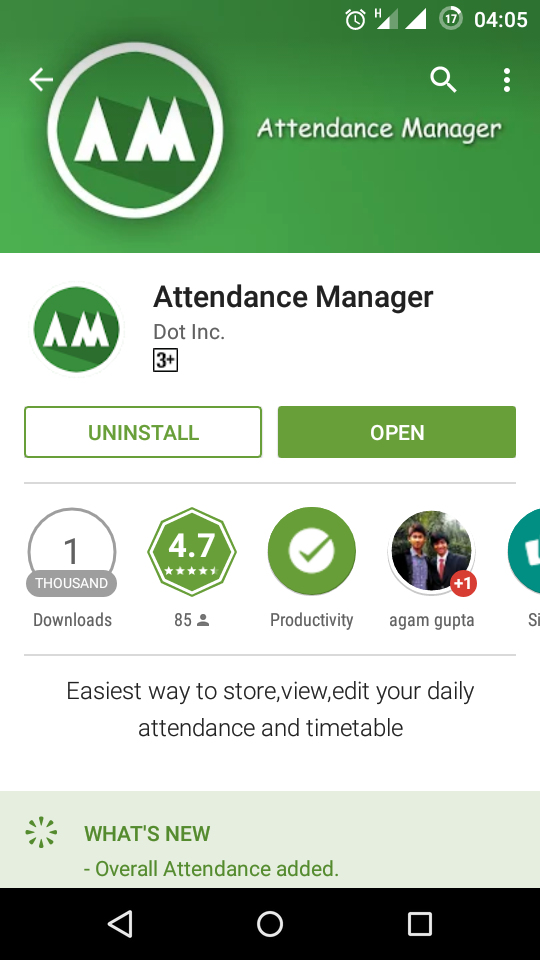 H
17
04:05
AM
Attendance Manager
AM
Attendance Manager
Dot Inc.
3+
UNINSTALL
OPEN
1
THOUSAND
Downloads
4.7
85
Productivity
+1
agam gupta
Si
Easiest way to store,view,edit your daily
attendance and timetable
WHAT'S NEW
- Overall Attendance added.